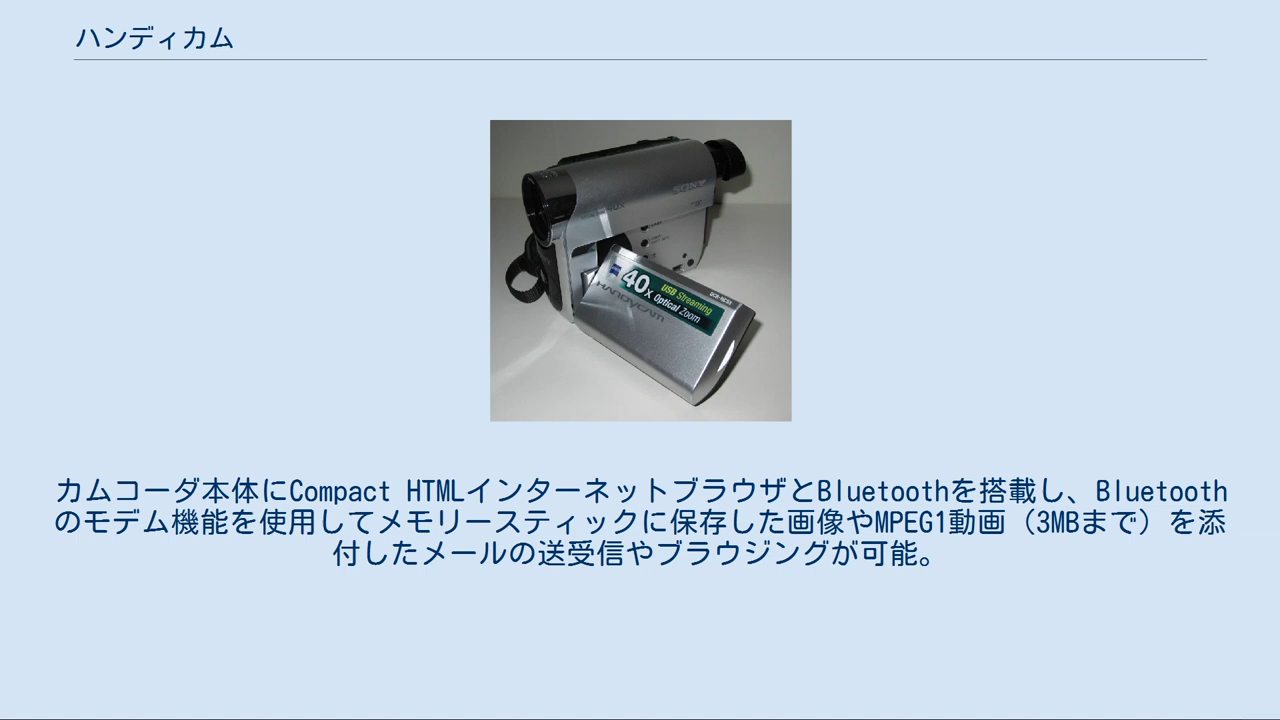 ハンディカム
SONY
40x
40x
USB Streaming
Optical Zoom
HANDYCAM
カムコーダ本体にCompact HTMLインターネットブラウザとBluetoothを搭載し、Bluetooth
のモデム機能を使用してメモリースティックに保存した画像やMPEG1動画（3MBまで）を添
付したメールの送受信やブラウジングが可能。